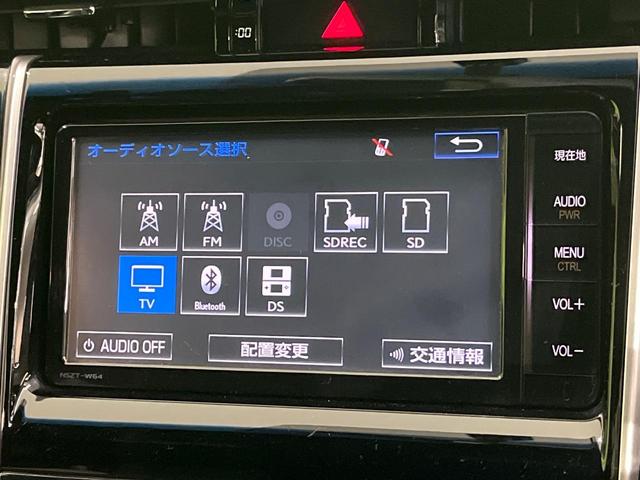 :00
オーディオソース選択
現在地
AUDIO
PWR
MENU
CTRL
VOL+
VOL−
AM
FM
DISC
SDREC
SD
TV
Bluetooth
DS
AUDIO OFF
配置変更
交通情報
NSZT-W64